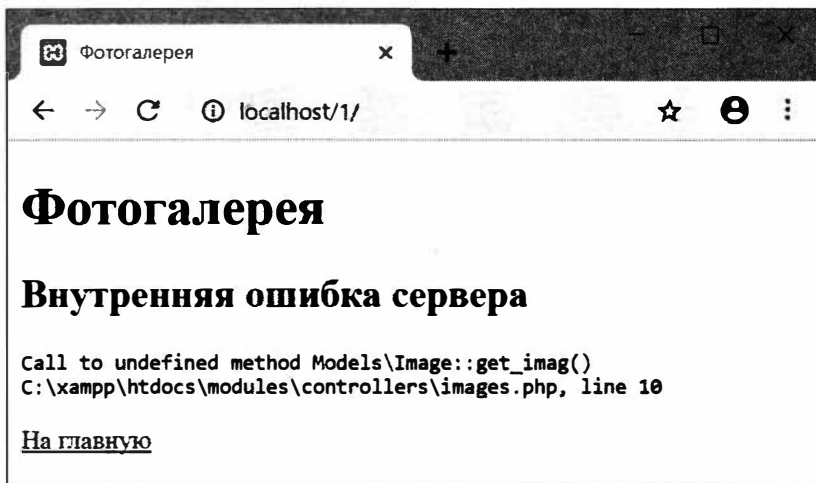 Фотогалерея
localhost/1/
Фотогалерея
Внутренняя ошибка сервера
Call to undefined method Models\Image::get_imag()
C:\xampp\htdocs\modules\controllers\images.php, line 10
На главную